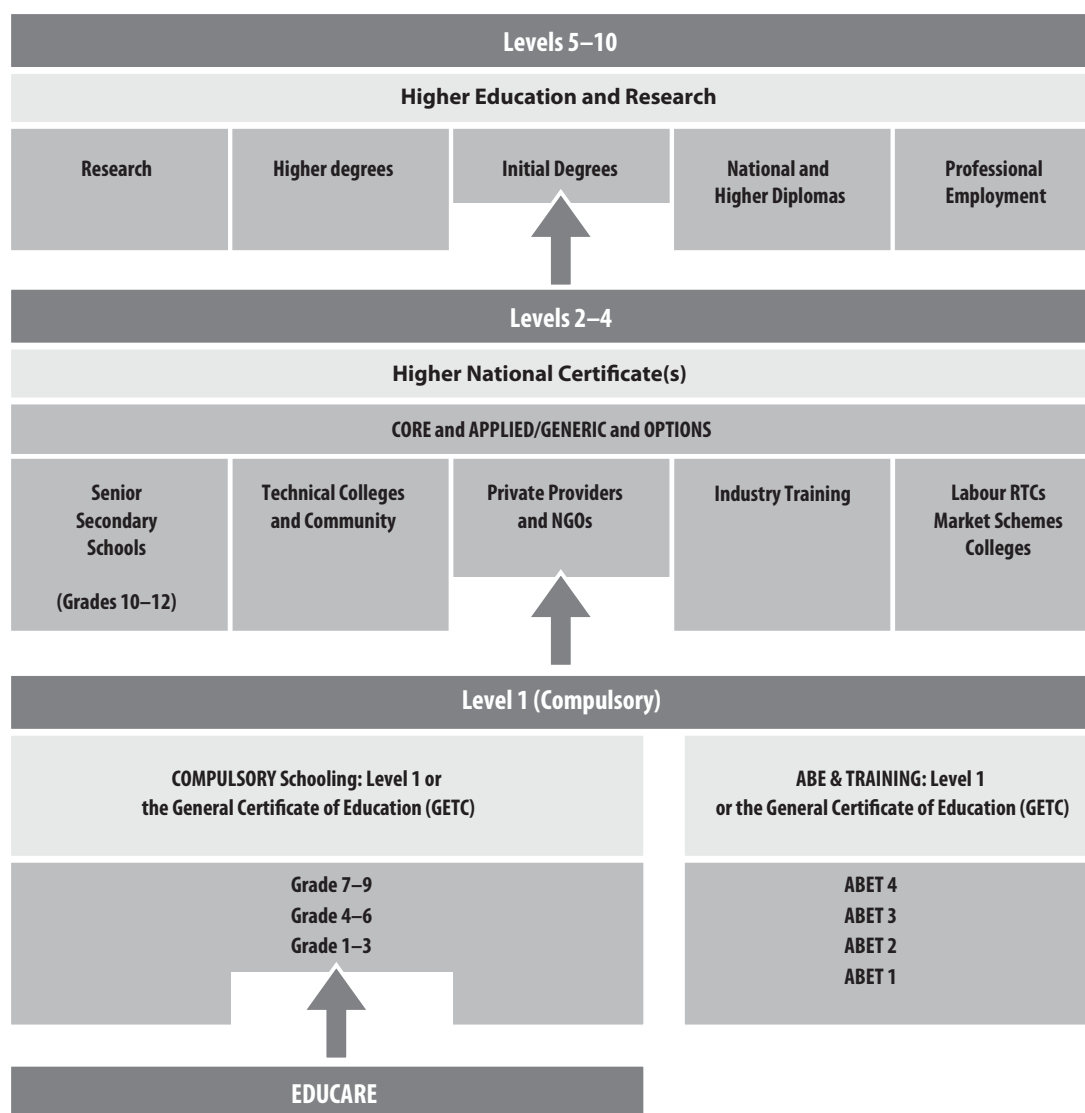 Levels 5–10
Higher Education and Research
Research
Higher degrees
Initial Degrees
National and
Higher Diplomas
Professional
Employment
Levels 2–4
Higher National Certificate(s)
CORE and APPLIED/GENERIC and OPTIONS
Senior
Secondary
Schools
(Grades 10–12)
Technical Colleges
and Community
Private Providers
and NGOs
Industry Training
Labour RTCs
Market Schemes
Colleges
Level 1 (Compulsory)
COMPULSORY Schooling: Level 1 or
the General Certificate of Education (GETC)
ABE & TRAINING: Level 1
or the General Certificate of Education (GETC)
Grade 7–9
Grade 4–6
Grade 1–3
ABET 4
ABET 3
ABET 2
ABET 1
EDUCARE